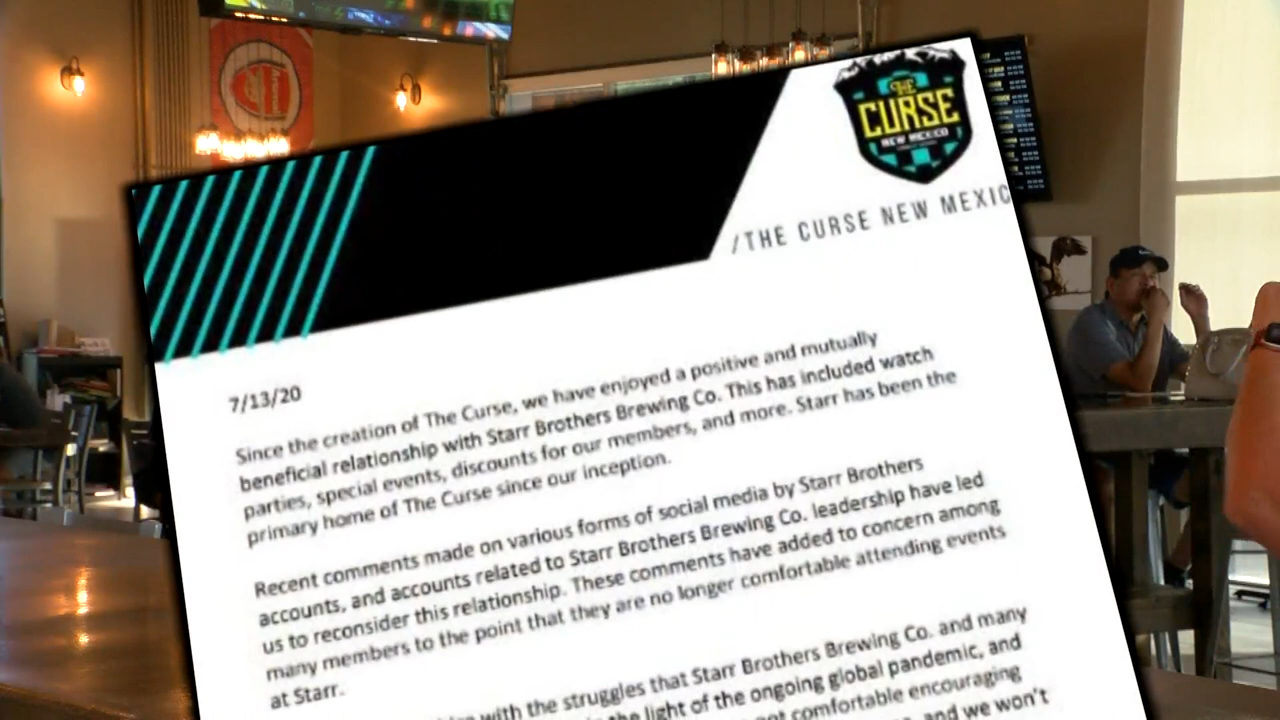 THE
CURSE
NEW MEXICO
/THE CURSE NEW MEXIC
7/13/20
Since the creation of The Curse, we have enjoyed a positive and mutually
beneficial relationship with Starr Brothers Brewing Co. This has included watch
parties, special events, discounts for our members, and more. Starr has been the
primary home of The Curse since our inception.
Recent comments made on various forms of social media by Starr Brothers
accounts, and accounts related to Starr Brothers Brewing Co. leadership have led
us to reconsider this relationship. These comments have added to concern among
many members to the point that they are no longer comfortable attending events
at Starr.
with the struggles that Starr Brothers Brewing Co. and many
the light of the ongoing global pandemic, and
not comfortable encouraging
and we won't